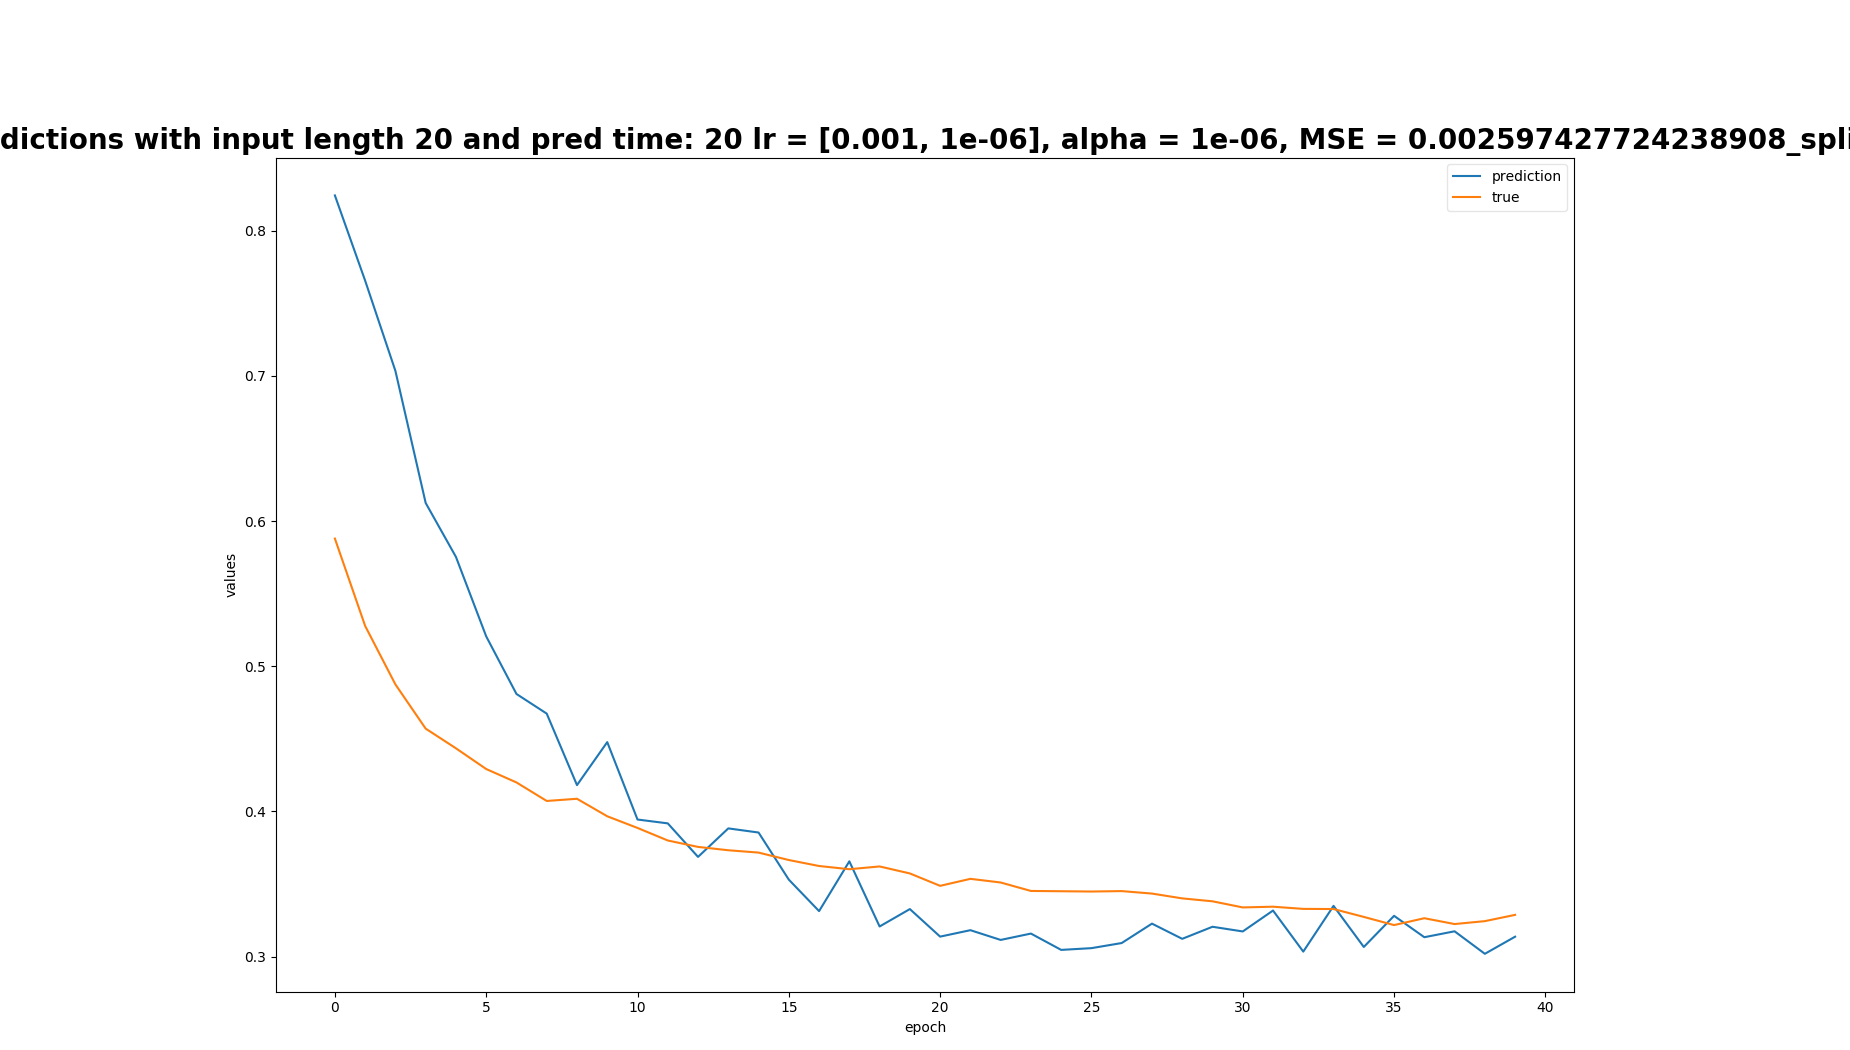 dictions with input length 20 and pred time: 20 lr = [0.001, 1e-06], alpha = 1e-06, MSE = 0.002597427724238908_spli
prediction
true
0.8
0.7
0.6
0.5
0.4
0.3
values
0 5 10 15 20 25 30 35 40
epoch